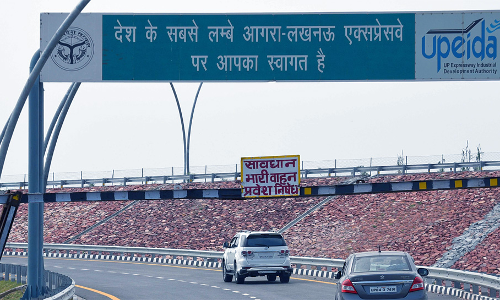 देश के सबसे लम्बे आगरा-लखनऊ एक्सप्रेसवे
पर आपका स्वागत है
upeida
UP Expressway Industrial
Development Authority
सावधान
भारी वाहन
प्रवेश निषेध